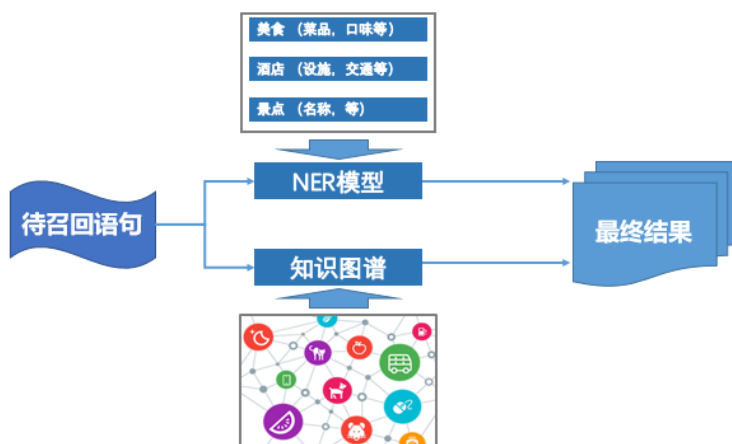 美食 （菜品，口味等）
酒店 （设施，交通等）
景点 （名称，等）
NER模型
待召回语句
最终结果
知识图谱